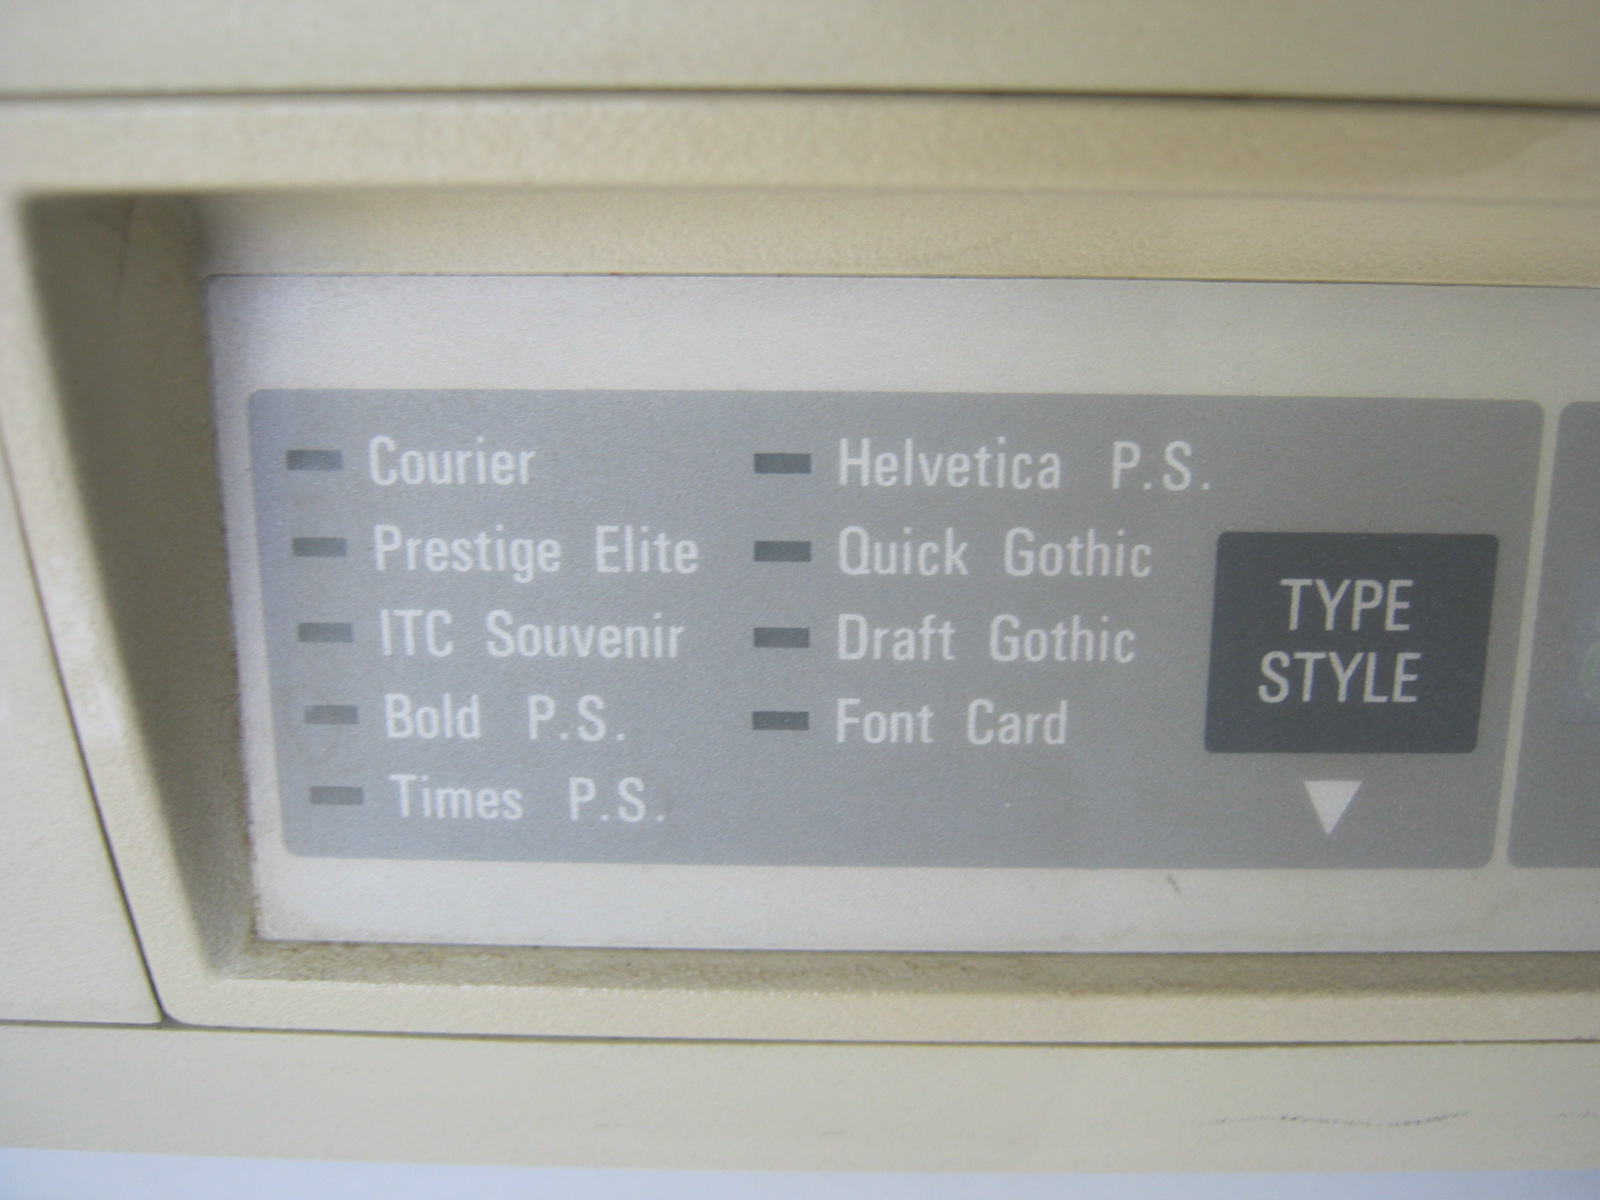 Courier
Prestige Elite
ITC Souvenir
Bold P.S.
Times P.S.
Helvetica P.S.
Quick Gothic
Draft Gothic
Font Card
TYPE
STYLE